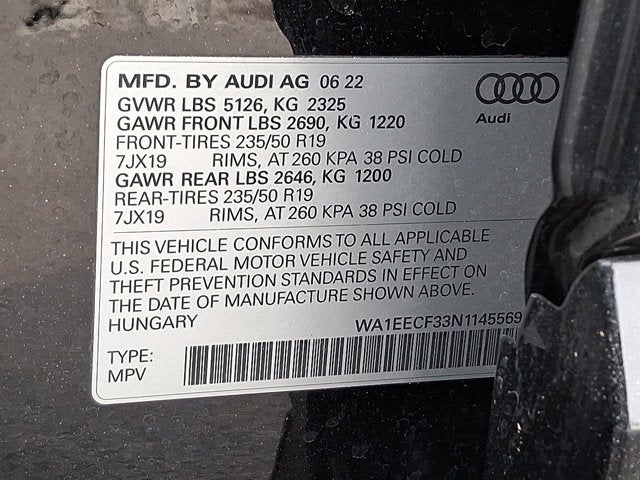 MFD. BY AUDI AG 06 22
GVWR LBS 5126, KG 2325
GAWR FRONT LBS 2690, KG 1220
FRONT-TIRES 235/50 R19
7JX19 RIMS, AT 260 KPA 38 PSI COLD
GAWR REAR LBS 2646, KG 1200
REAR-TIRES 235/50 R19
7JX19 RIMS, AT 260 KPA 38 PSI COLD
Audi
THIS VEHICLE CONFORMS TO ALL APPLICABLE
U.S. FEDERAL MOTOR VEHICLE SAFETY AND
THEFT PREVENTION STANDARDS IN EFFECT ON
THE DATE OF MANUFACTURE SHOWN ABOVE.
HUNGARY WA1EECF33N1145569
TYPE:
MPV